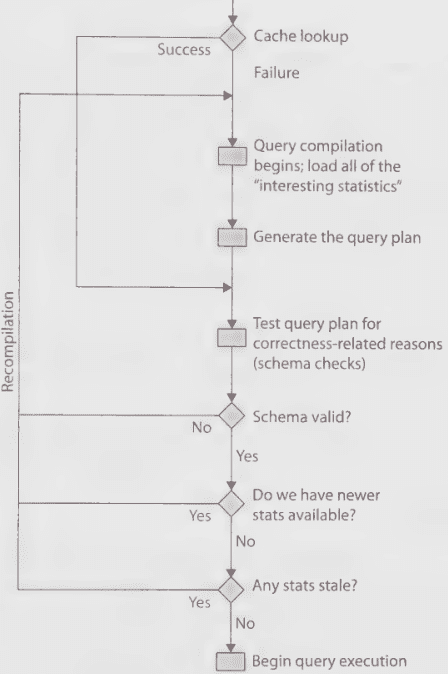 Cache lookup
Success
Failure
Query compilation
begins; load all of the
“interesting statistics”
Generate the query plan
Recompilation
Test query plan for
correctness-related reasons
(schema checks)
Schema valid?
No
Yes
Do we have newer
stats available?
Yes
No
Any stats stale?
Yes
No
Begin query execution